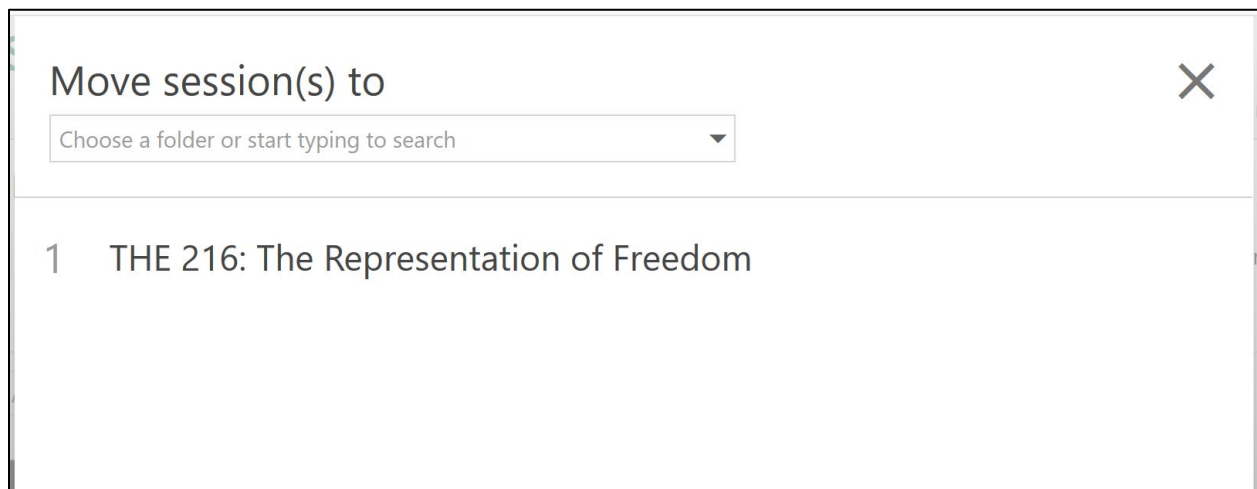 Move session(s) to
Choose a folder or start typing to search
1 THE 216: The Representation of Freedom